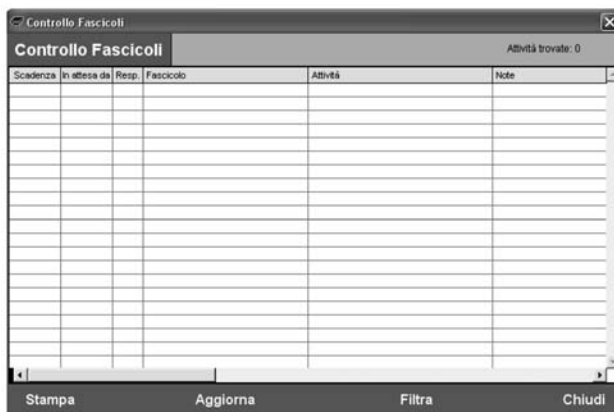 Controllo Fascicoli
Controllo Fascicoli Attività trovate: 0
Scadenza In attesa da Resp. Fascicolo Attività Note
Stampa Aggiorna Filtra Chiudi